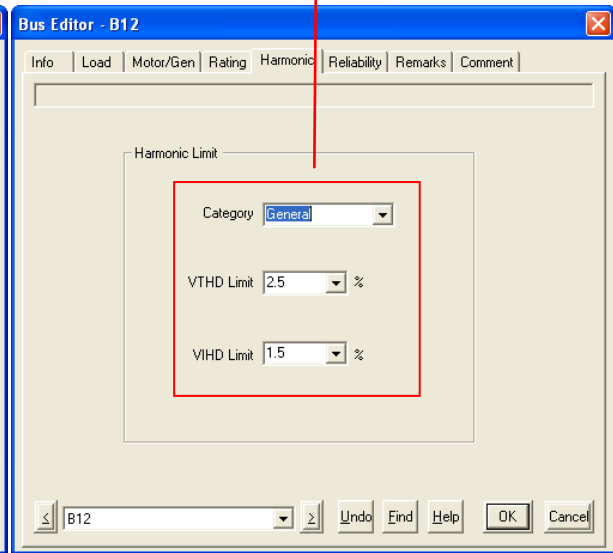 Bus Editor - B12
Info Load Motor/Gen Rating Harmonic Reliability Remarks Comment
Harmonic Limit
Category General
VTHD Limit 2.5 %
VIHD Limit 1.5 %
< B12 > Undo Find Help OK Cancel